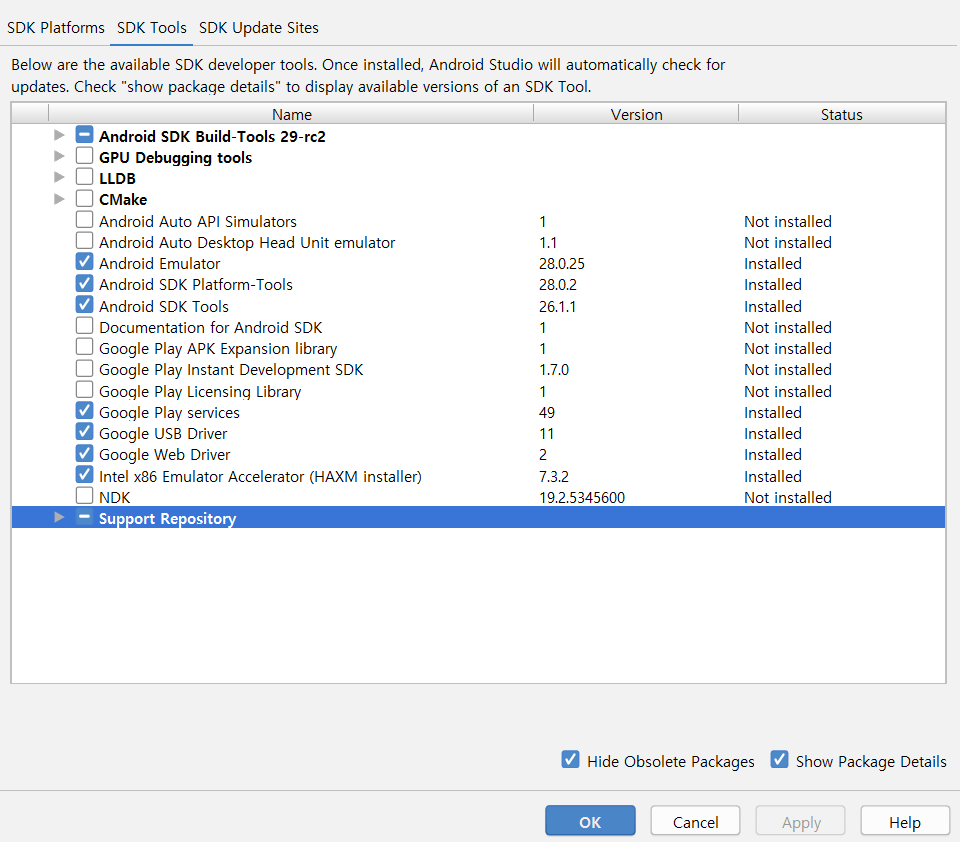 SDK Platforms SDK Tools SDK Update Sites
Below are the available SDK developer tools. Once installed, Android Studio will automatically check for
updates. Check "show package details" to display available versions of an SDK Tool.
Name Version Status
Android SDK Build-Tools 29-rc2
GPU Debugging tools
LLDB
CMake
Android Auto API Simulators 1 Not installed
Android Auto Desktop Head Unit emulator 1.1 Not installed
Android Emulator 28.0.25 Installed
Android SDK Platform-Tools 28.0.2 Installed
Android SDK Tools 26.1.1 Installed
Documentation for Android SDK 1 Not installed
Google Play APK Expansion library 1 Not installed
Google Play Instant Development SDK 1.7.0 Not installed
Google Play Licensing Library 1 Not installed
Google Play services 49 Installed
Google USB Driver 11 Installed
Google Web Driver 2 Installed
Intel x86 Emulator Accelerator (HAXM installer) 7.3.2 Installed
NDK 19.2.5345600 Not installed
Support Repository
Hide Obsolete Packages Show Package Details
OK Cancel Apply Help